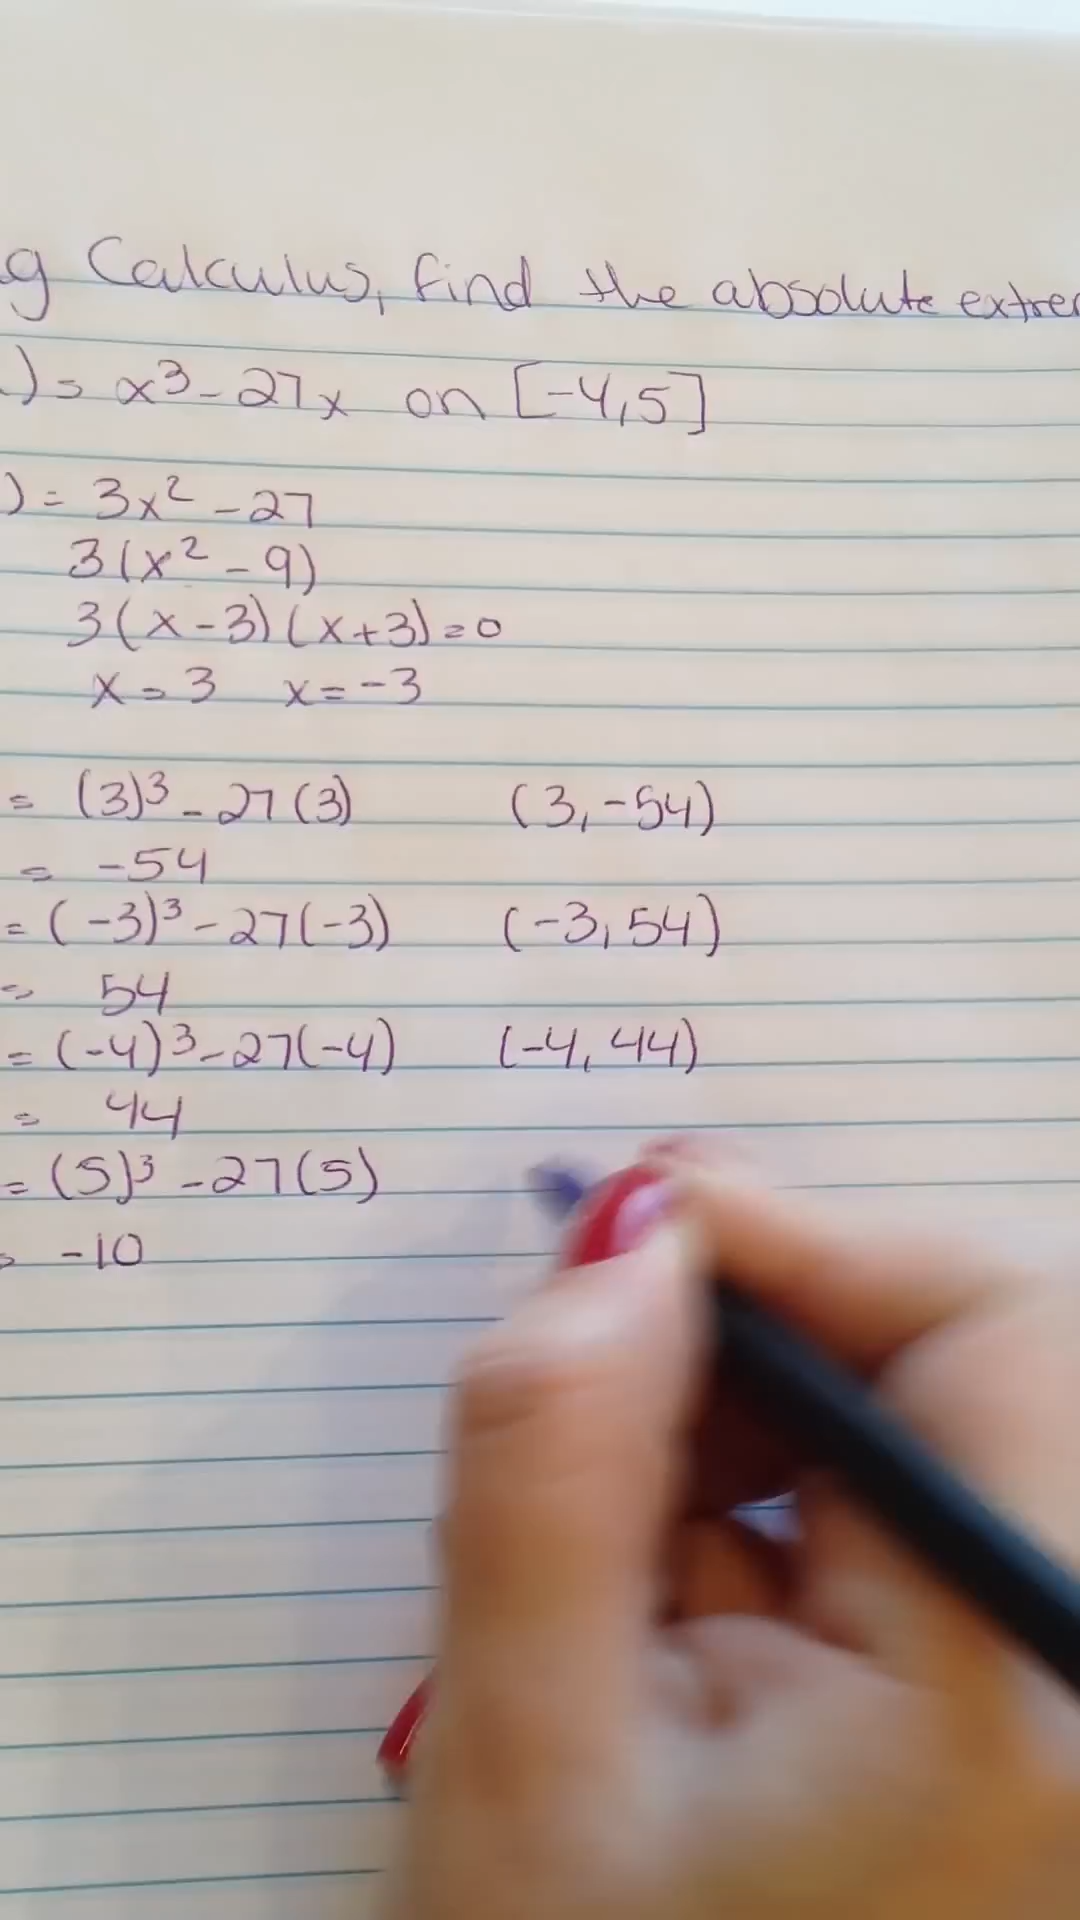 g Calculus, find the absolute extrem
) = x³ - 27x on [-4,5]
) = 3x² - 27
3(x² - 9)
3(x-3)(x+3)=0
x = 3 x = -3
= (3)³ - 27(3) (3,-54)
= -54
= (-3)³ - 27(-3) (-3,54)
= 54
= (-4)³ - 27(-4) (-4,44)
= 44
= (5)³ - 27(5)
= -10